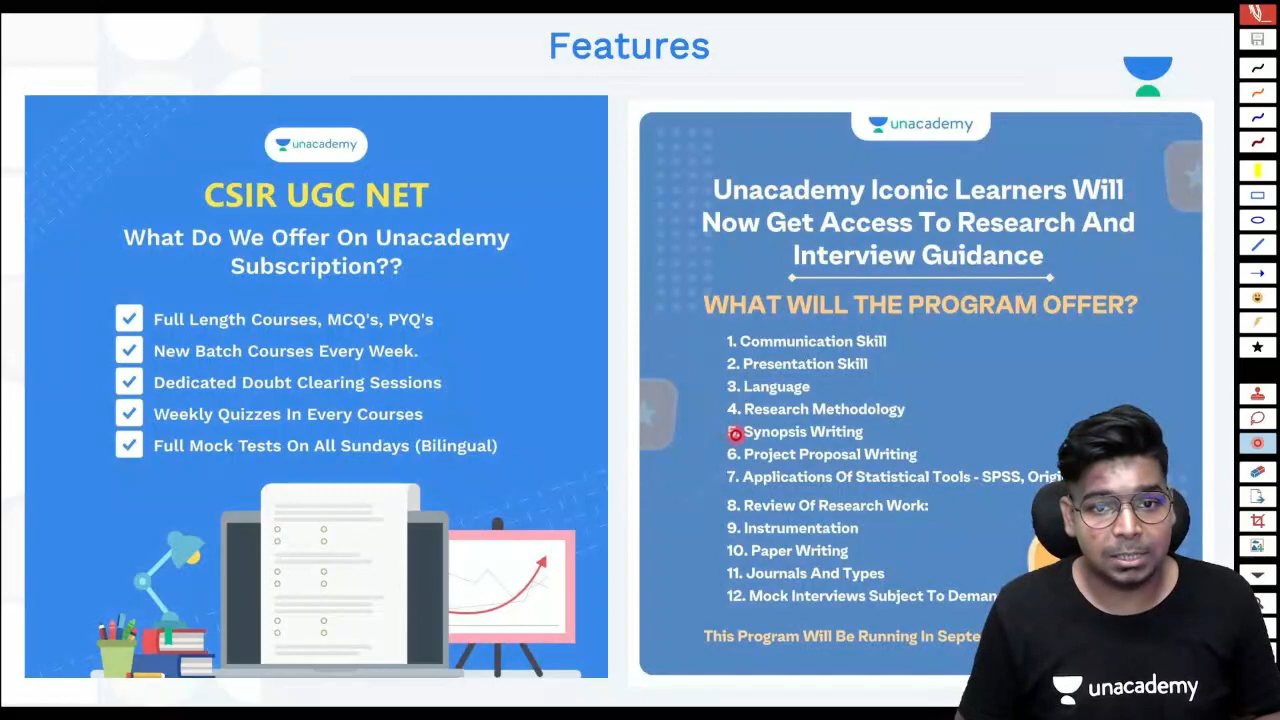 Features
unacademy
CSIR UGC NET
What Do We Offer On Unacademy
Subscription??
Full Length Courses, MCQ's, PYQ's
New Batch Courses Every Week.
Dedicated Doubt Clearing Sessions
Weekly Quizzes In Every Courses
Full Mock Tests On All Sundays (Bilingual)
unacademy
Unacademy Iconic Learners Will
Now Get Access To Research And
Interview Guidance
WHAT WILL THE PROGRAM OFFER?
1. Communication Skill
2. Presentation Skill
3. Language
4. Research Methodology
5. Synopsis Writing
6. Project Proposal Writing
7. Applications Of Statistical Tools - SPSS,
8. Review Of Research Work:
9. Instrumentation
10. Paper Writing
11. Journals And Types
12. Mock Interviews Subject To
This Program Will Be Running In
unacademy